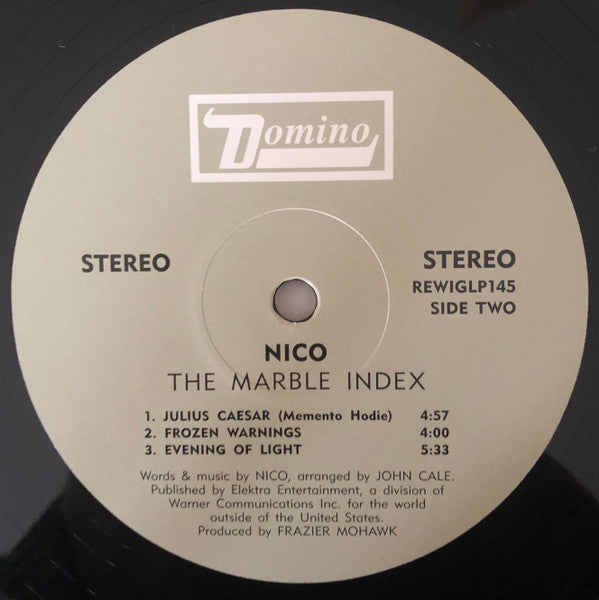 Domino
STEREO
STEREO
REWIGLP145
SIDE TWO
NICO
THE MARBLE INDEX
1. JULIUS CAESAR (Memento Hodie) 4:57
2. FROZEN WARNINGS 4:00
3. EVENING OF LIGHT 5:33
Words & music by NICO, arranged by JOHN CALE.
Published by Elektra Entertainment, a division of
Warner Communications Inc. for the world
outside of the United States.
Produced by FRAZIER MOHAWK